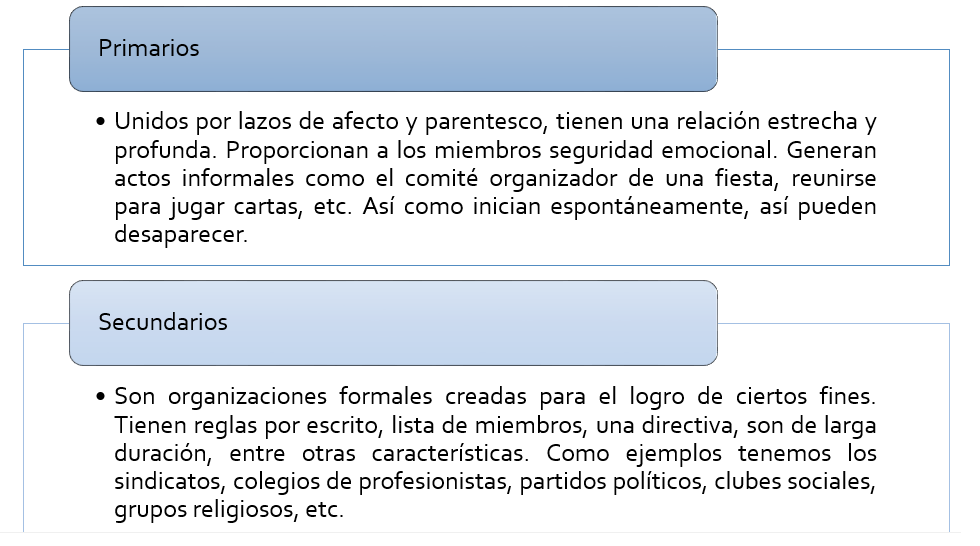 Primarios
• Unidos por lazos de afecto y parentesco, tienen una relación estrecha y
profunda. Proporcionan a los miembros seguridad emocional. Generan
actos informales como el comité organizador de una fiesta, reunirse
para jugar cartas, etc. Así como inician espontáneamente, así pueden
desaparecer.
Secundarios
• Son organizaciones formales creadas para el logro de ciertos fines.
Tienen reglas por escrito, lista de miembros, una directiva, son de larga
duración, entre otras características. Como ejemplos tenemos los
sindicatos, colegios de profesionistas, partidos políticos, clubes sociales,
grupos religiosos, etc.